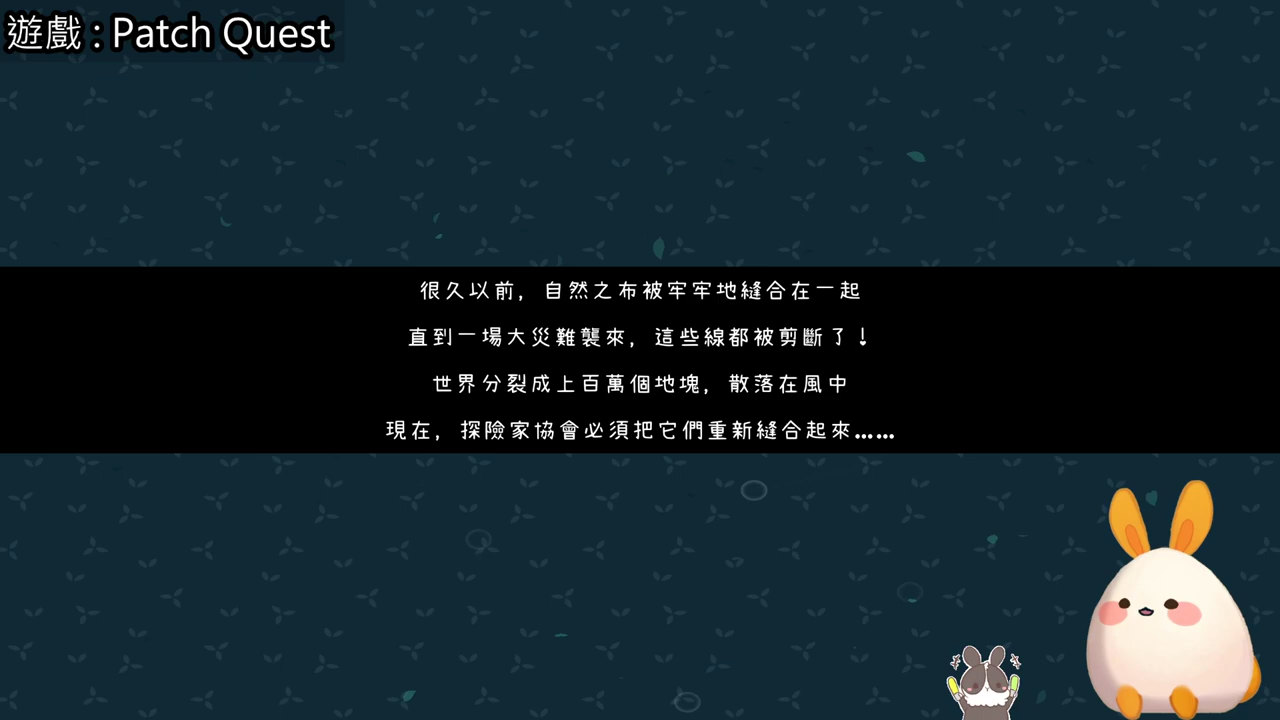 遊戲 : Patch Quest
很久以前, 自然之布被牢牢地縫合在一起
直到一場大災難襲來, 這些線都被剪斷了!
世界分裂成上百萬個地塊, 散落在風中
現在, 探險家協會必須把它們重新縫合起來……